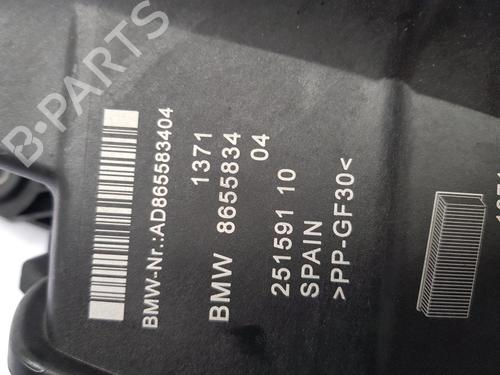 B-PARTS
BMW-Nr.:AD865583404
1371
BMW 8655834
04
251591 10
SPAIN
>PP-GF30<